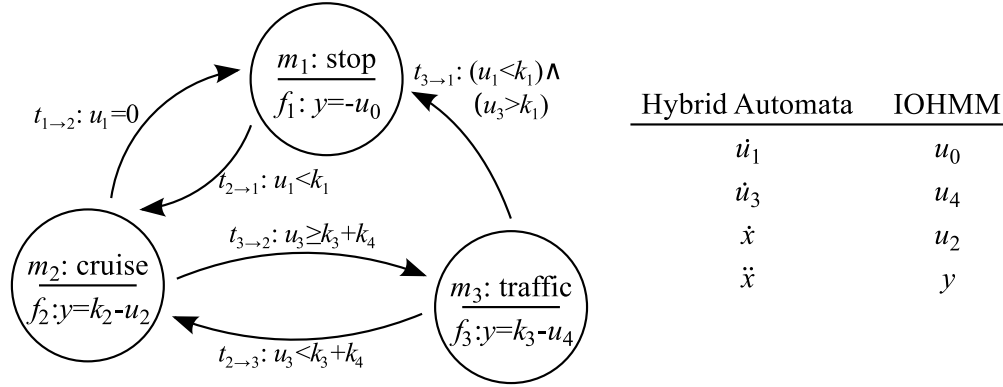 m₁: stop
f₁: y=-u₀
t₃→₁: (u₁<k₁)∧
(u₃>k₁)
t₁→₂: u₁=0
t₂→₁: u₁<k₁
m₂: cruise
f₂:y=k₂-u₂
t₃→₂: u₃≥k₃+k₄
m₃: traffic
f₃:y=k₃-u₄
t₂→₃: u₃<k₃+k₄
Hybrid Automata IOHMM
u̇₁ u₀
u̇₃ u₄
ẋ u₂
ẍ y